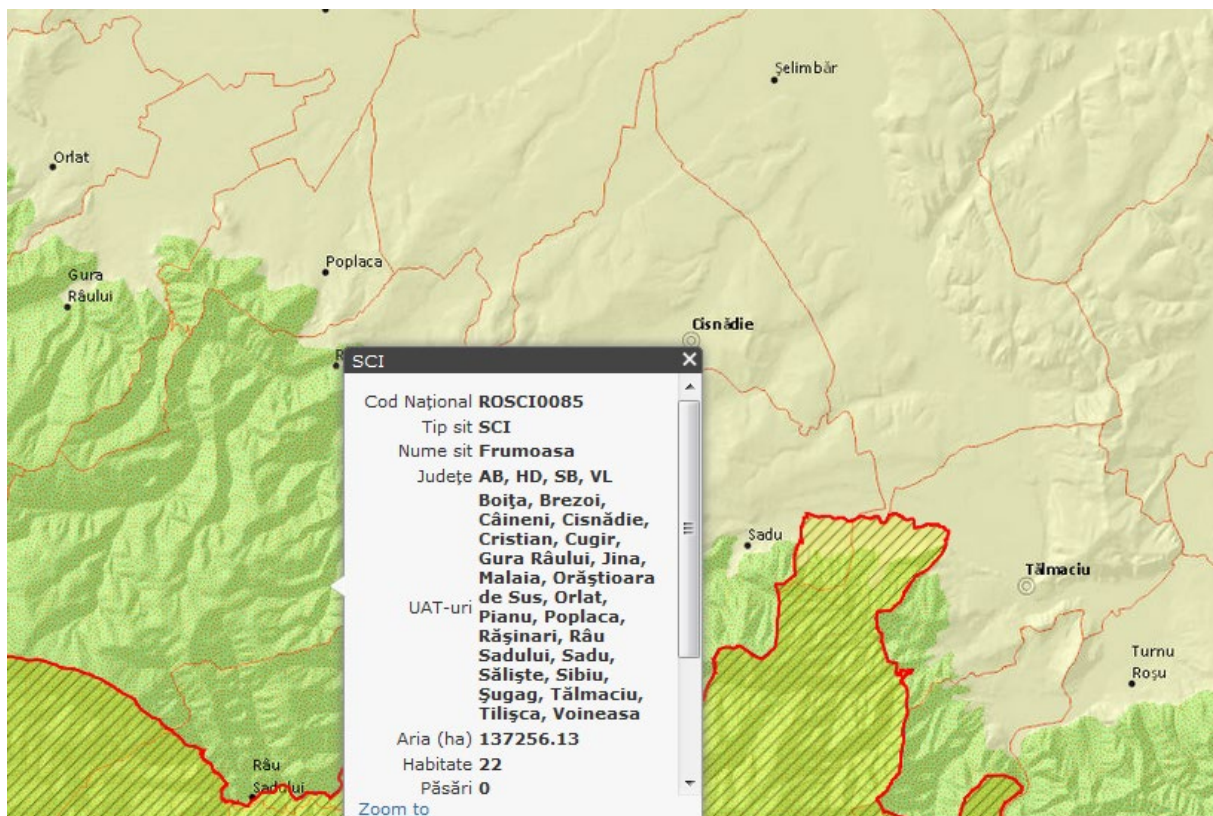 Şelimbăr
Orlat
Poplaca
Gura
Râului
Cisnădie
SCI
Cod Național ROSCI0085
Tip sit SCI
Nume sit Frumoasa
Județe AB, HD, SB, VL
UAT-uri Boiţa, Brezoi,
Câineni, Cisnădie,
Cristian, Cugir,
Gura Râului, Jina,
Malaia, Orăştioara
de Sus, Orlat,
Pianu, Poplaca,
Răşinari, Râu
Sadului, Sadu,
Sălişte, Sibiu,
Şugag, Tălmaciu,
Tilişca, Voineasa
Aria (ha) 137256.13
Habitate 22
Păsări 0
Zoom to
Sadu
Tălmaciu
Turnu
Roşu
Râu
Sadului